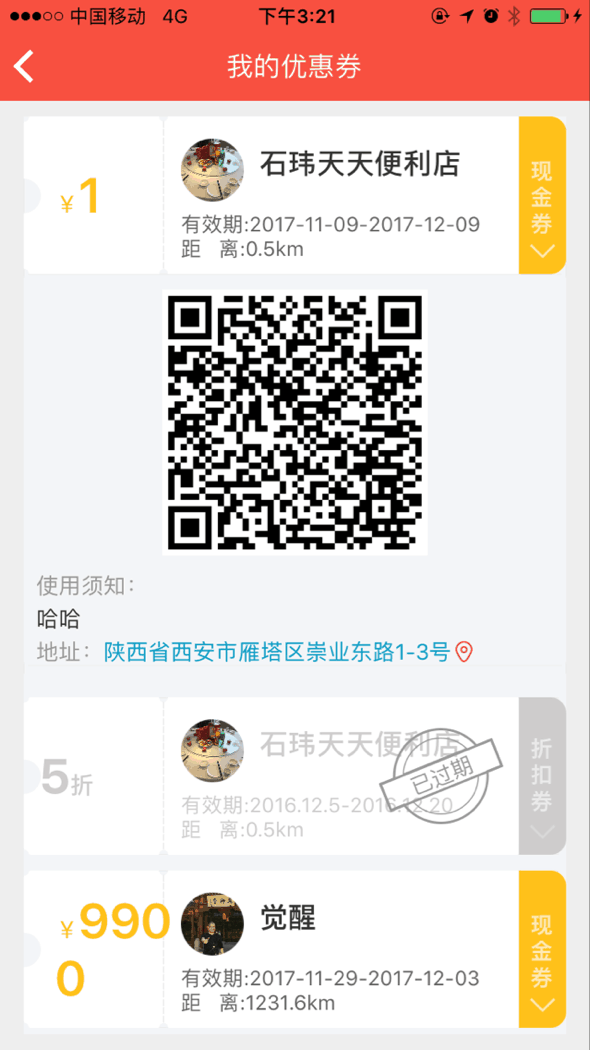 中国移动 4G 下午3:21
我的优惠券
¥1
石玮天天便利店
有效期:2017-11-09-2017-12-09
距 离:0.5km
现金券
使用须知:
哈哈
地址: 陕西省西安市雁塔区崇业东路1-3号
5折
石玮天天便利店
已过期
有效期:2016.12.5-2016.12.20
距 离:0.5km
折扣券
¥990
0
觉醒
有效期:2017-11-29-2017-12-03
距 离:1231.6km
现金券